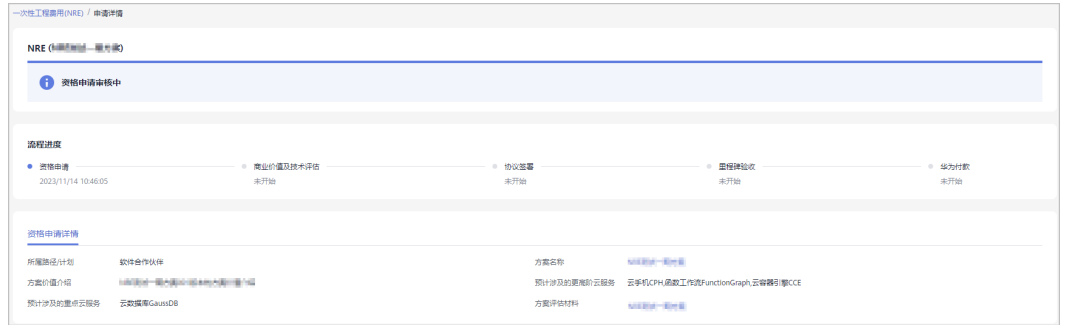 一次性工程费用(NRE) / 申请详情
NRE (
资格申请审核中
流程进度
资格申请 商业价值及技术评估 协议签署 里程碑验收 华为付款
2023/11/14 10:46:05 未开始 未开始 未开始 未开始
资格申请详情
所属路径/计划 软件合作伙伴 方案名称
方案价值介绍 预计涉及的更高阶云服务 云手机CPH,函数工作流FunctionGraph,云容器引擎CCE
预计涉及的重点云服务 云数据库GaussDB 方案评估材料